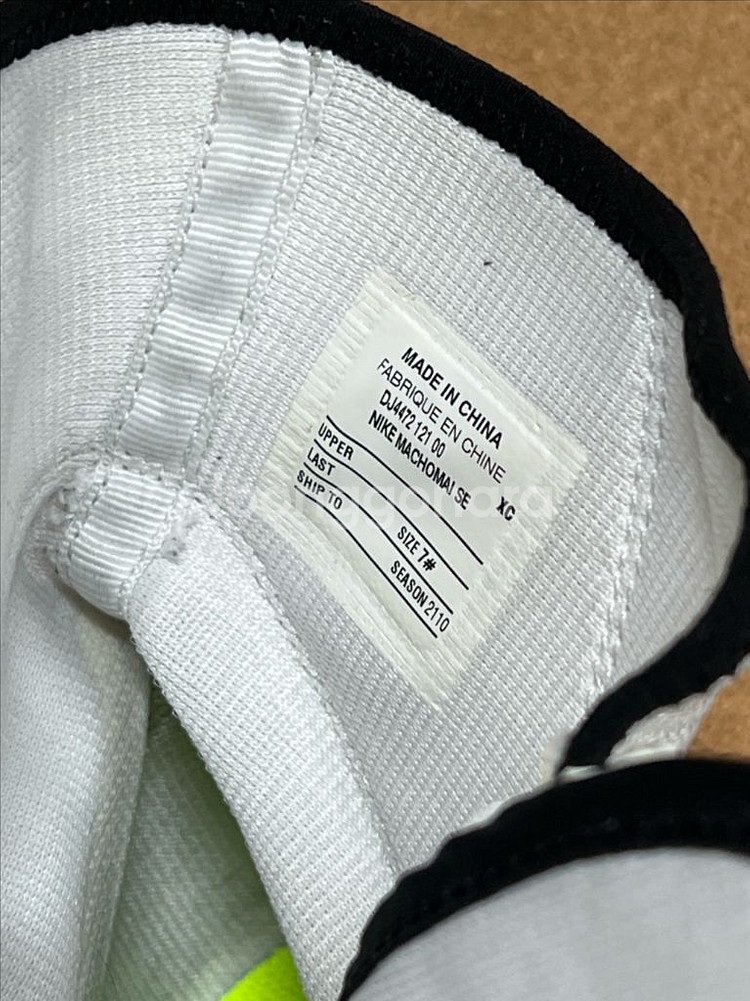 MADE IN CHINA
FABRIQUE EN CHINE
DJ4472 121 00
NIKE MACHOMAI SE XC
UPPER
LAST SIZE 7#
SHIP TO SEASON 2110